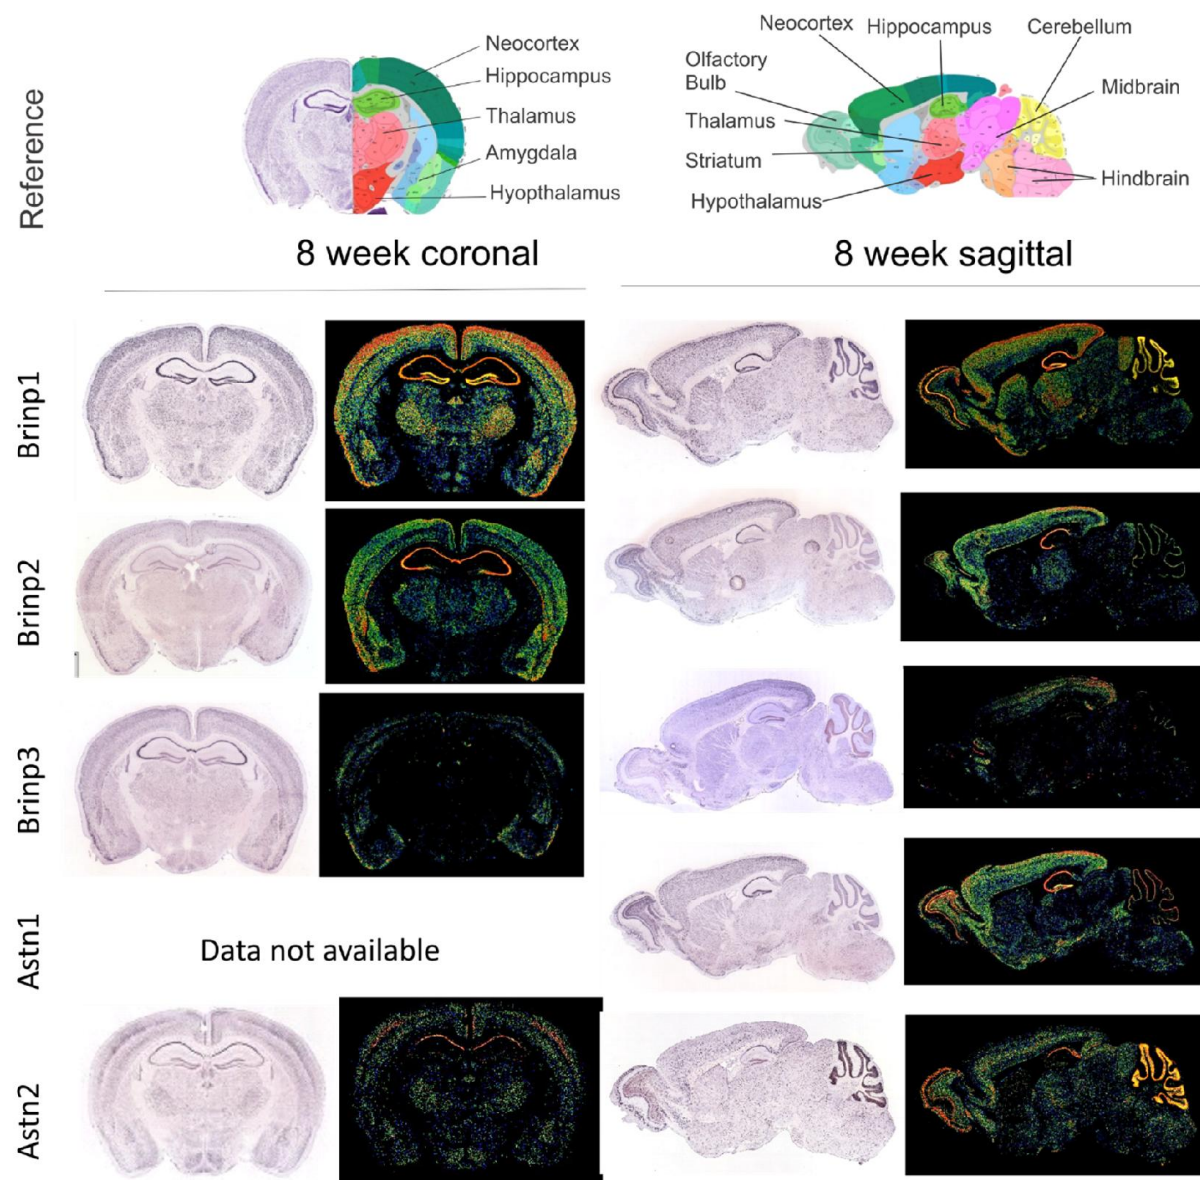 Reference
Neocortex
Hippocampus
Thalamus
Amygdala
Hyopthalamus
8 week coronal
Neocortex
Hippocampus
Cerebellum
Olfactory
Bulb
Midbrain
Thalamus
Striatum
Hindbrain
Hypothalamus
8 week sagittal
Brinp1
Brinp2
Brinp3
Astn1
Data not available
Astn2